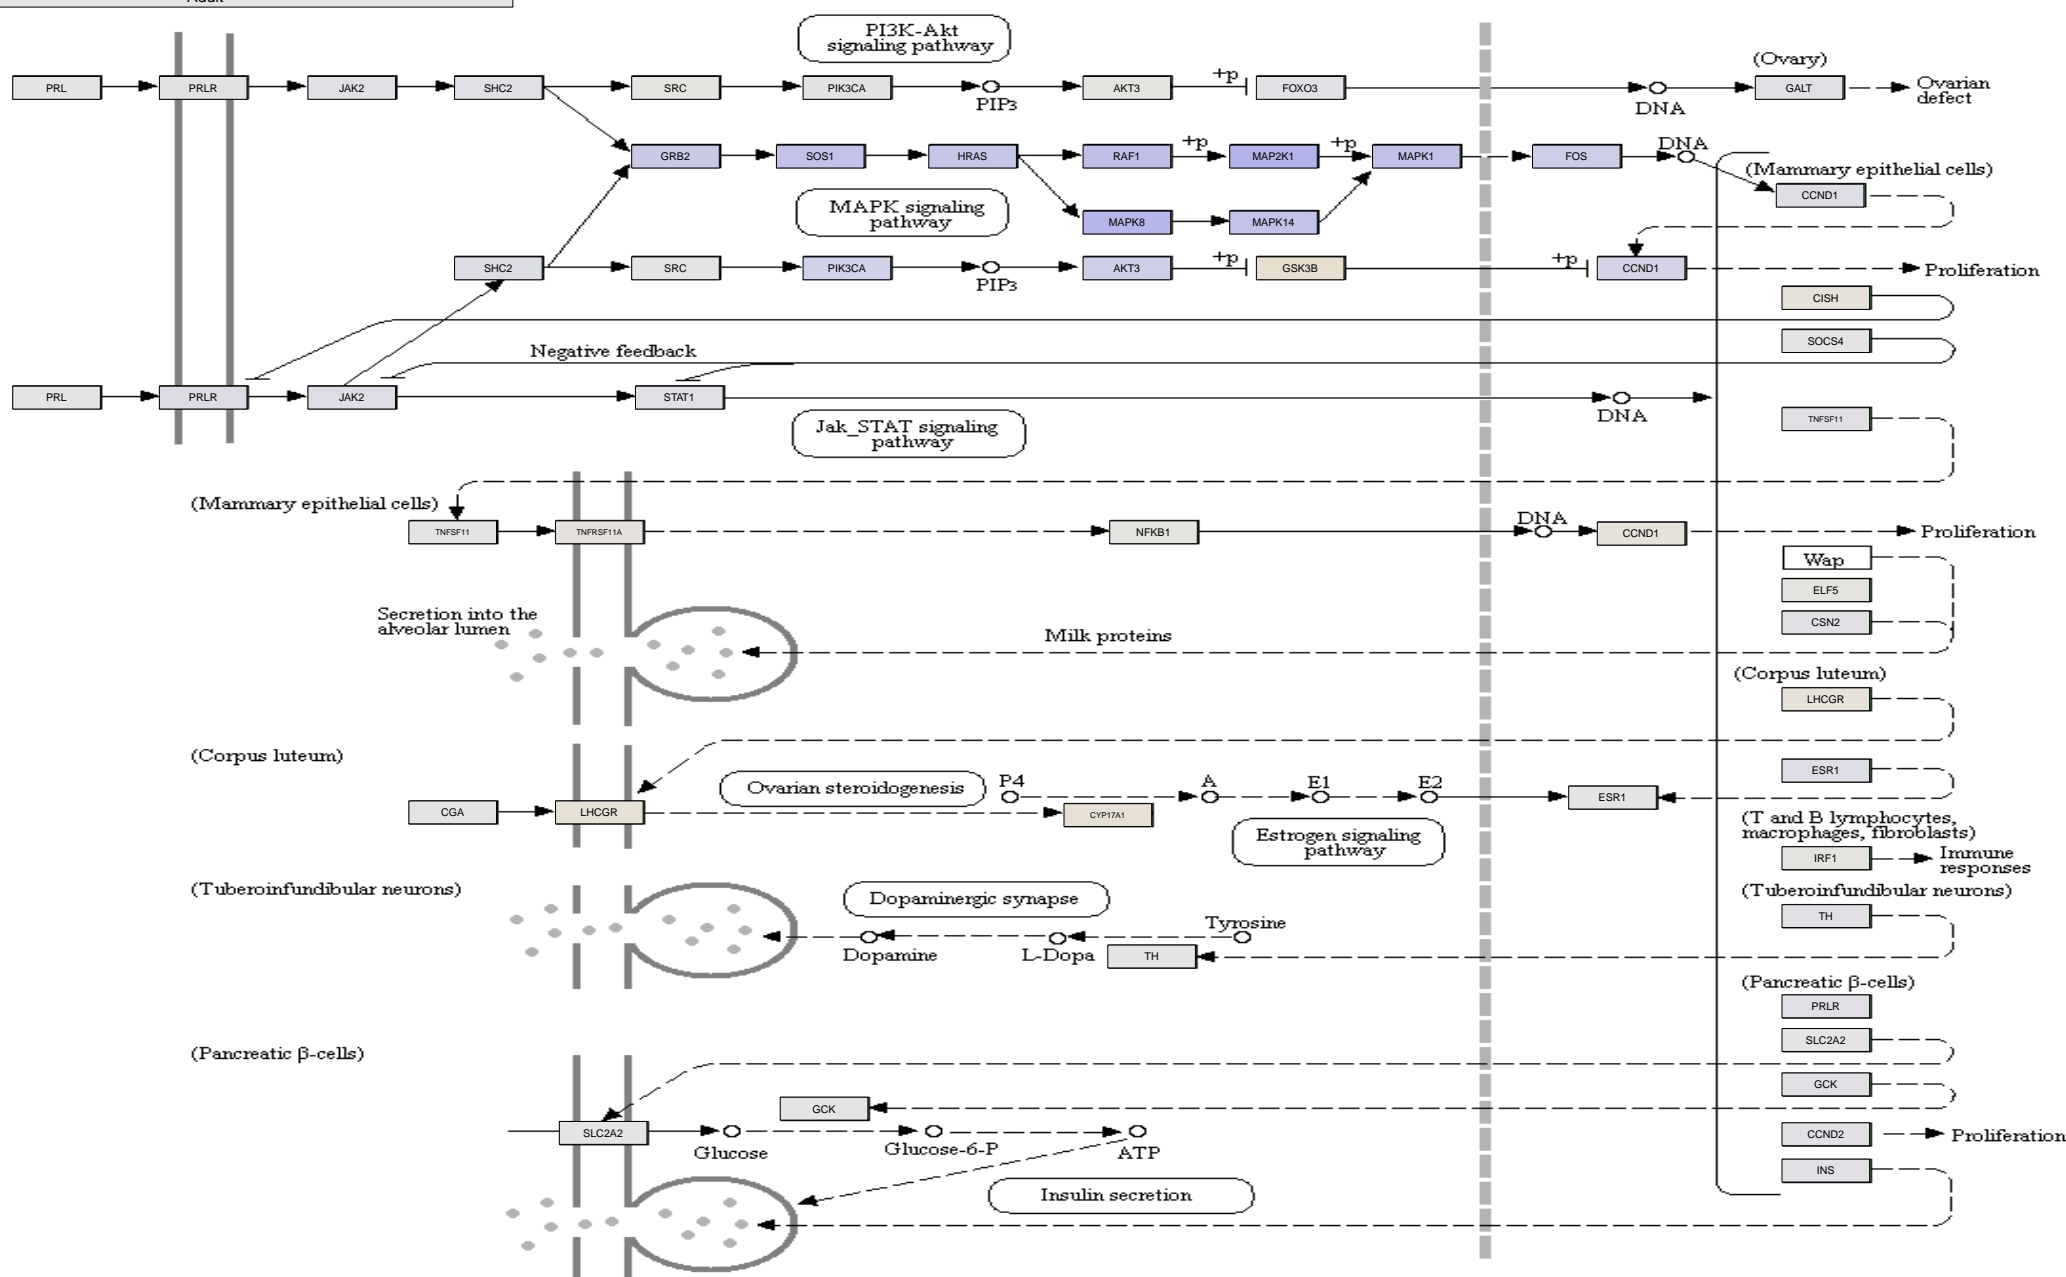 Adult
PI3K-Akt
signaling pathway
(Ovary)
PRL
PRLR
JAK2
SHC2
SRC
PIK3CA
PIP3
AKT3
+p
FOXO3
DNA
GALT
Ovarian
defect
GRB2
SOS1
HRAS
RAF1
+p
MAP2K1
+p
MAPK1
FOS
DNA
(Mammary epithelial cells)
CCND1
MAPK signaling
pathway
MAPK8
MAPK14
SHC2
SRC
PIK3CA
PIP3
AKT3
+p
GSK3B
+p
CCND1
Proliferation
CISH
SOCS4
Negative feedback
PRL
PRLR
JAK2
STAT1
DNA
Jak_STAT signaling
pathway
TNFSF11
(Mammary epithelial cells)
TNFSF11
TNFRSF11A
NFKB1
DNA
CCND1
Proliferation
Wap
ELF5
CSN2
Secretion into the
alveolar lumen
Milk proteins
(Corpus luteum)
LHCGR
(Corpus luteum)
CGA
LHCGR
Ovarian steroidogenesis
P4
CYP17A1
A
E1
E2
ESR1
ESR1
Estrogen signaling
pathway
(T and B lymphocytes,
macrophages, fibroblasts)
IRF1
Immune
responses
(Tuberoinfundibular neurons)
(Tuberoinfundibular neurons)
TH
Dopaminergic synapse
Dopamine
L-Dopa
Tyrosine
TH
(Pancreatic β-cells)
PRLR
SLC2A2
(Pancreatic β-cells)
GCK
GCK
SLC2A2
Glucose
Glucose-6-P
ATP
CCND2
Proliferation
INS
Insulin secretion